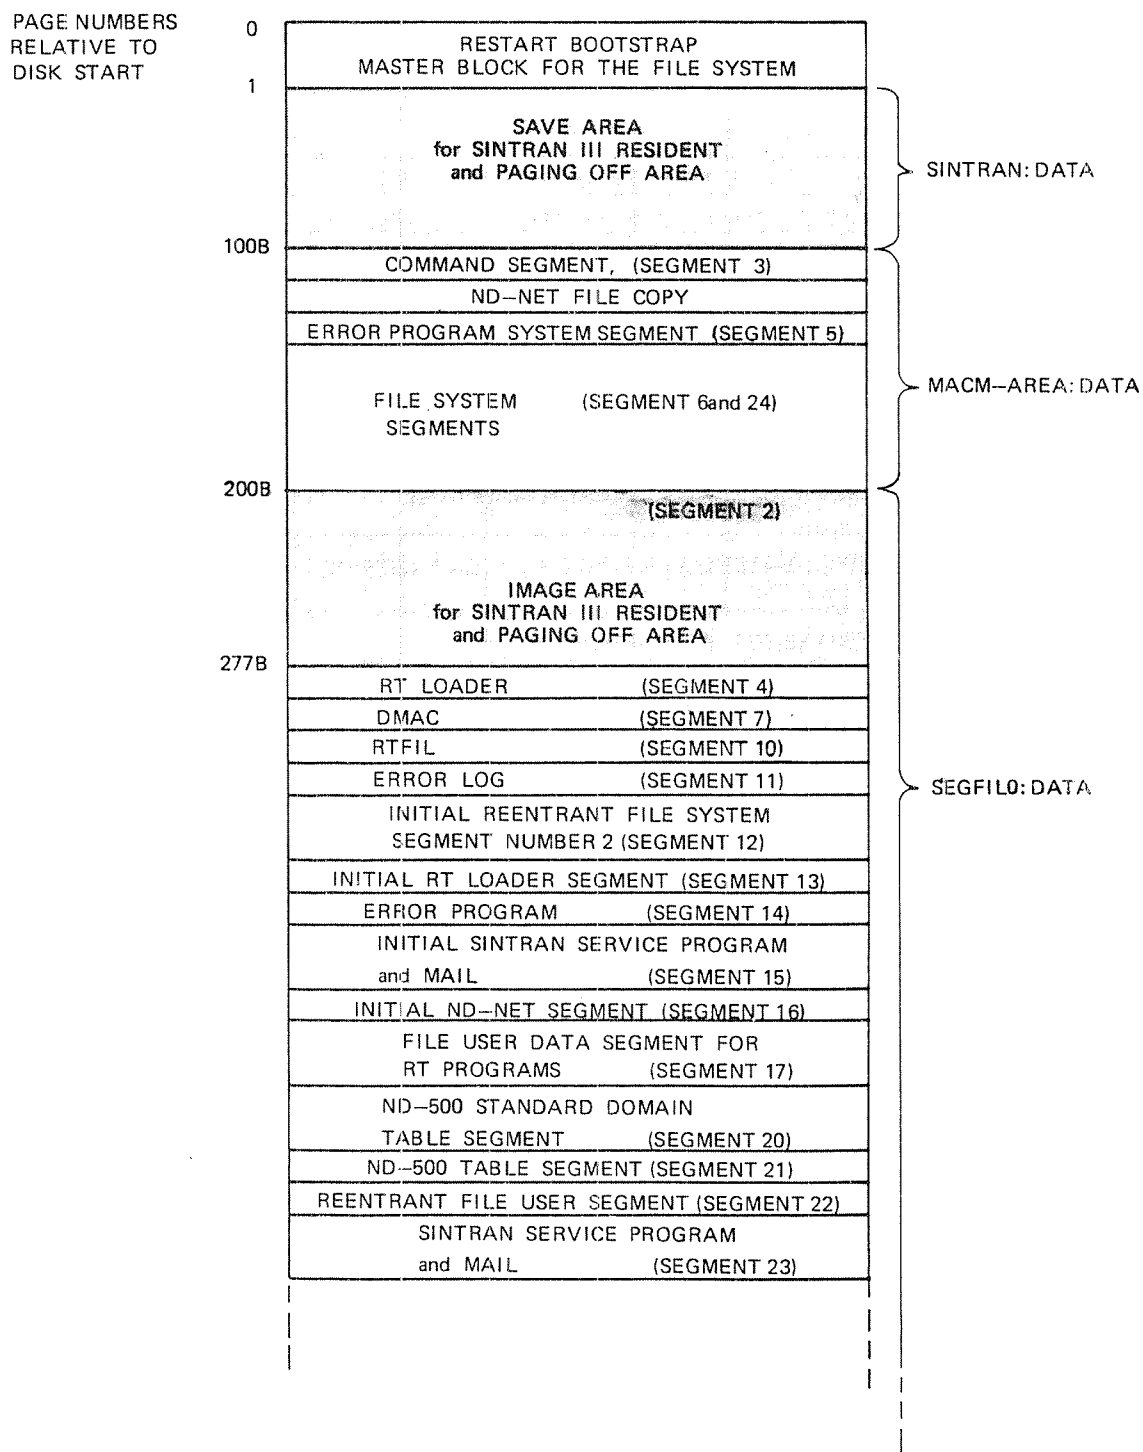 PAGE NUMBERS
RELATIVE TO
DISK START
0
RESTART BOOTSTRAP
MASTER BLOCK FOR THE FILE SYSTEM
1
SAVE AREA
for SINTRAN III RESIDENT
and PAGING OFF AREA
SINTRAN: DATA
100B
COMMAND SEGMENT, (SEGMENT 3)
ND-NET FILE COPY
ERROR PROGRAM SYSTEM SEGMENT (SEGMENT 5)
FILE SYSTEM (SEGMENT 6and 24)
SEGMENTS
MACM-AREA: DATA
200B
(SEGMENT 2)
IMAGE AREA
for SINTRAN III RESIDENT
and PAGING OFF AREA
277B
RT LOADER (SEGMENT 4)
DMAC (SEGMENT 7)
RTFIL (SEGMENT 10)
ERROR LOG (SEGMENT 11)
SEGFIL0: DATA
INITIAL REENTRANT FILE SYSTEM
SEGMENT NUMBER 2 (SEGMENT 12)
INITIAL RT LOADER SEGMENT (SEGMENT 13)
ERROR PROGRAM (SEGMENT 14)
INITIAL SINTRAN SERVICE PROGRAM
and MAIL (SEGMENT 15)
INITIAL ND-NET SEGMENT (SEGMENT 16)
FILE USER DATA SEGMENT FOR
RT PROGRAMS (SEGMENT 17)
ND-500 STANDARD DOMAIN
TABLE SEGMENT (SEGMENT 20)
ND-500 TABLE SEGMENT (SEGMENT 21)
REENTRANT FILE USER SEGMENT (SEGMENT 22)
SINTRAN SERVICE PROGRAM
and MAIL (SEGMENT 23)